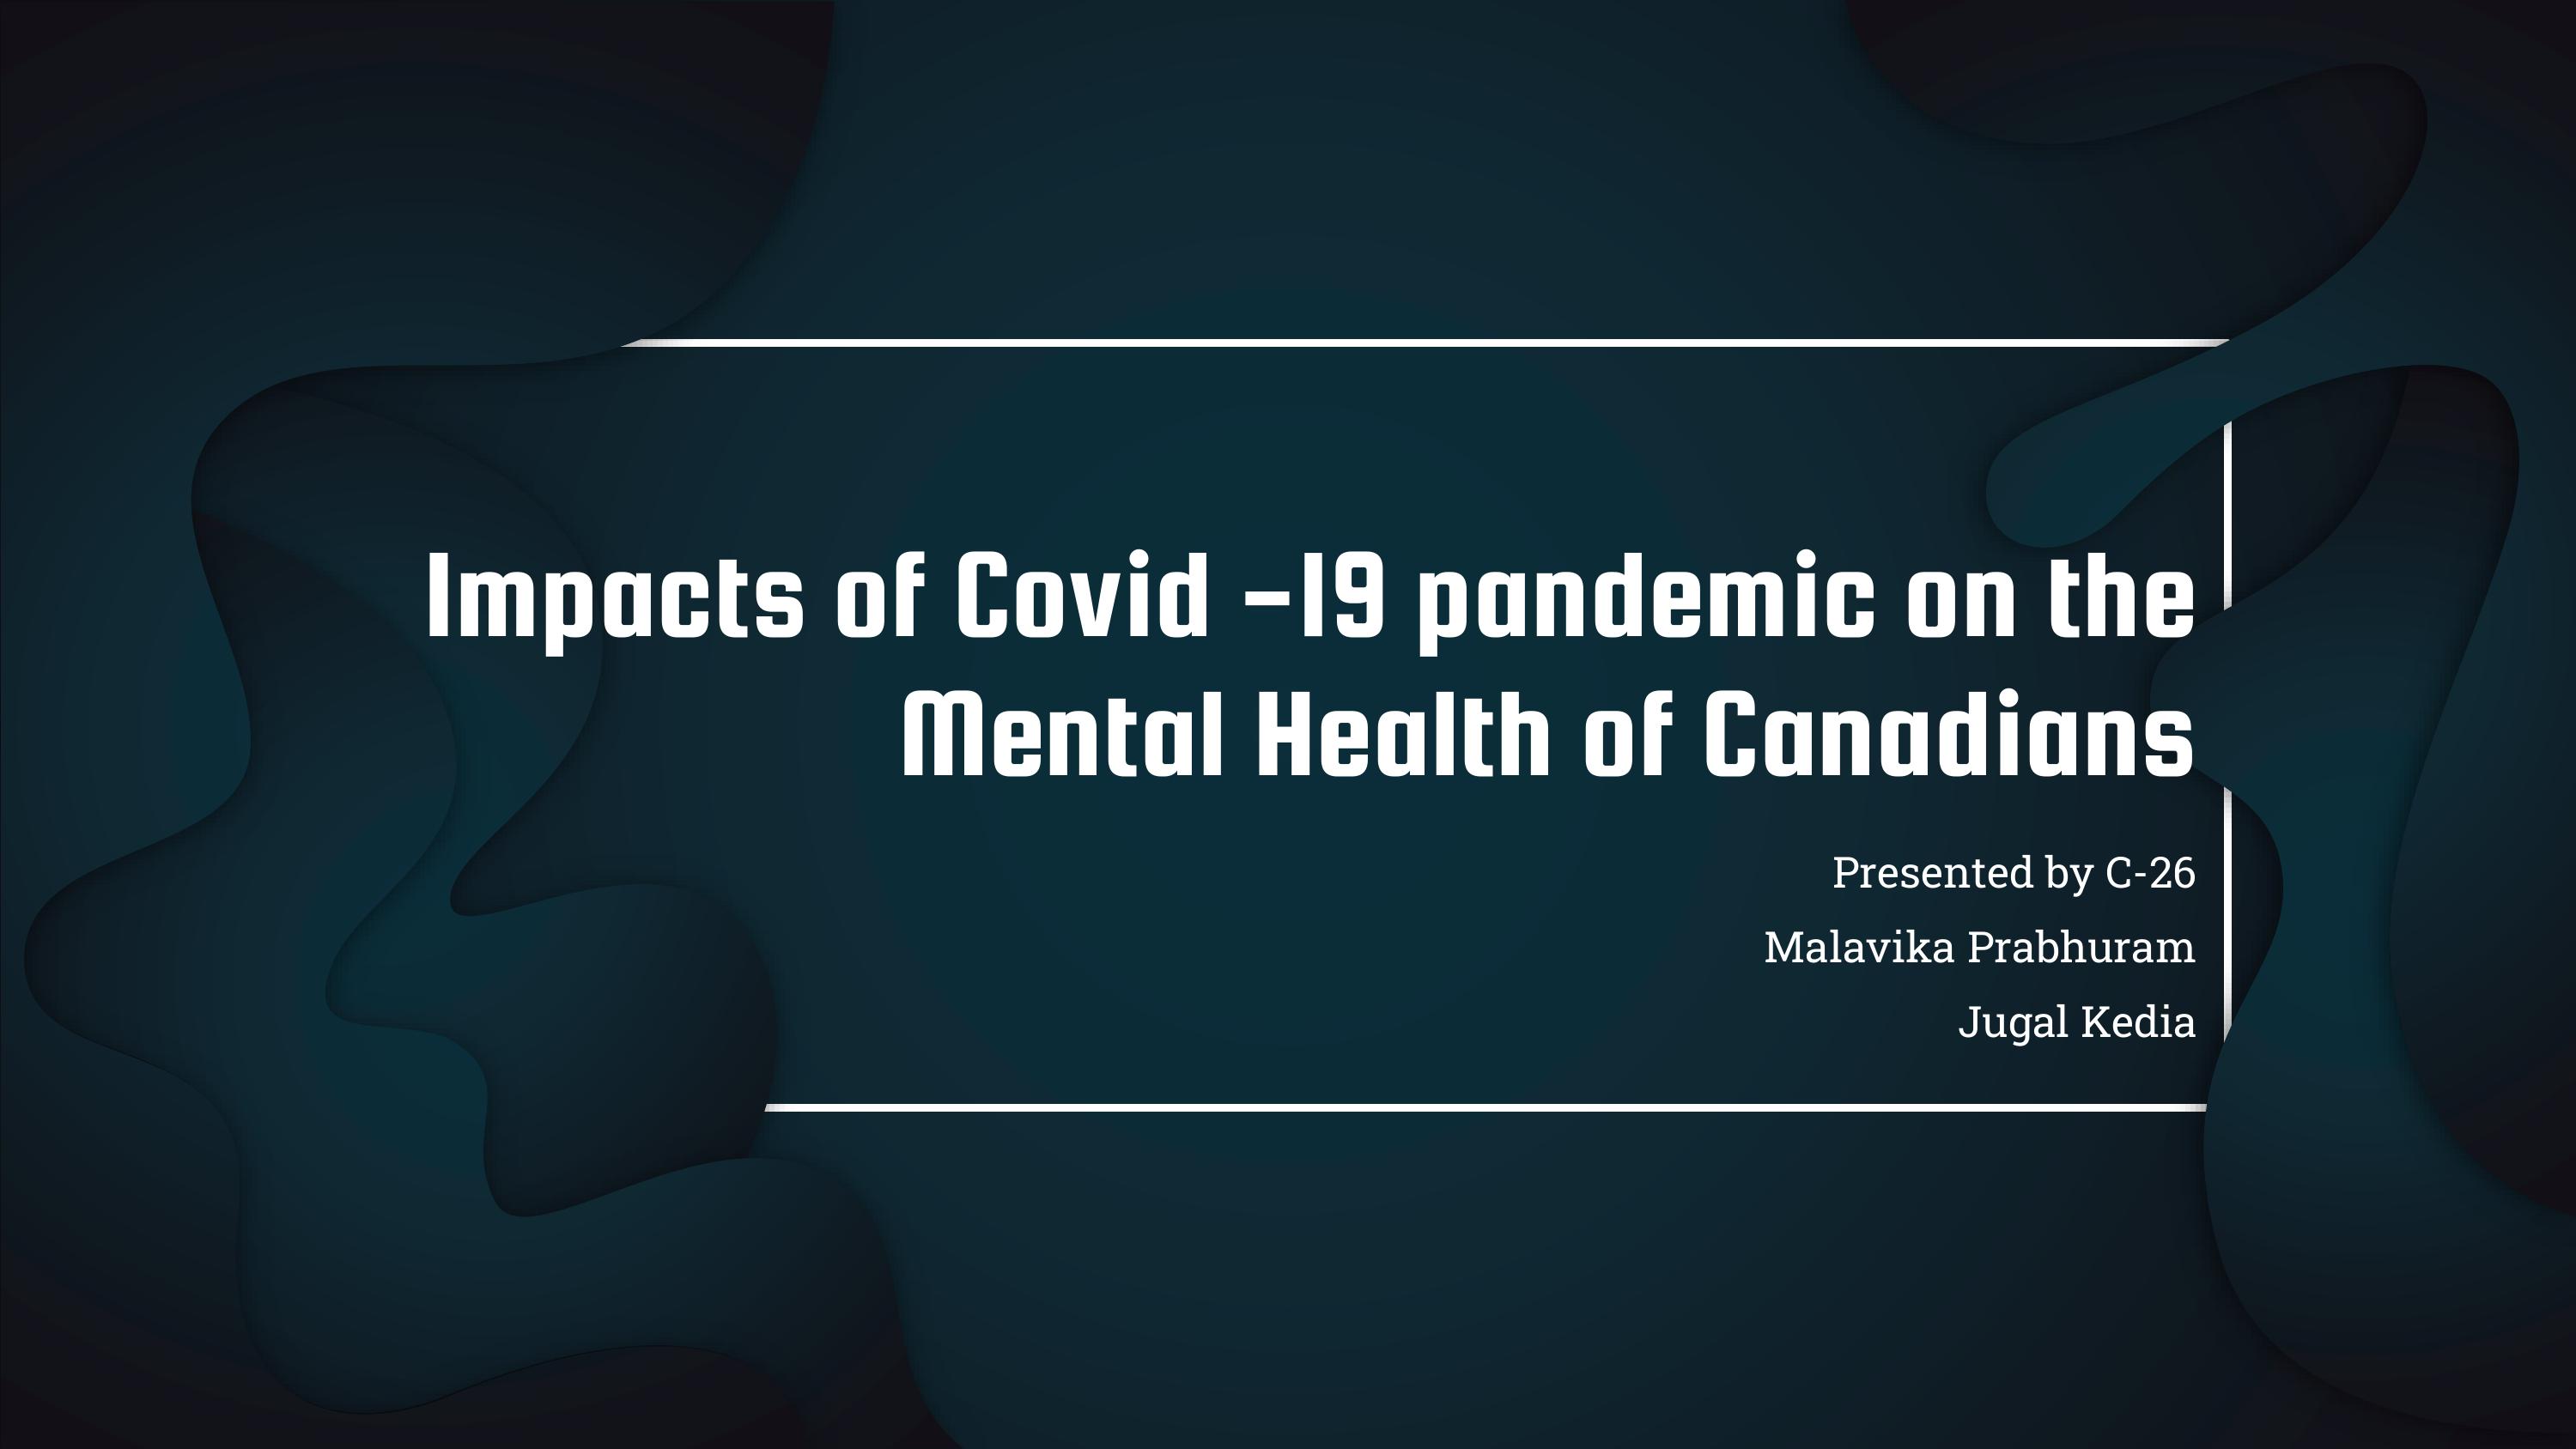 Impacts of Covid –19 pandemic on the
Mental Health of Canadians
Presented by C-26
Malavika Prabhuram
Jugal Kedia